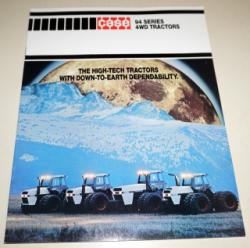 case
94 SERIES
4WD TRACTORS
THE HIGH-TECH TRACTORS
WITH DOWN-TO-EARTH DEPENDABILITY.